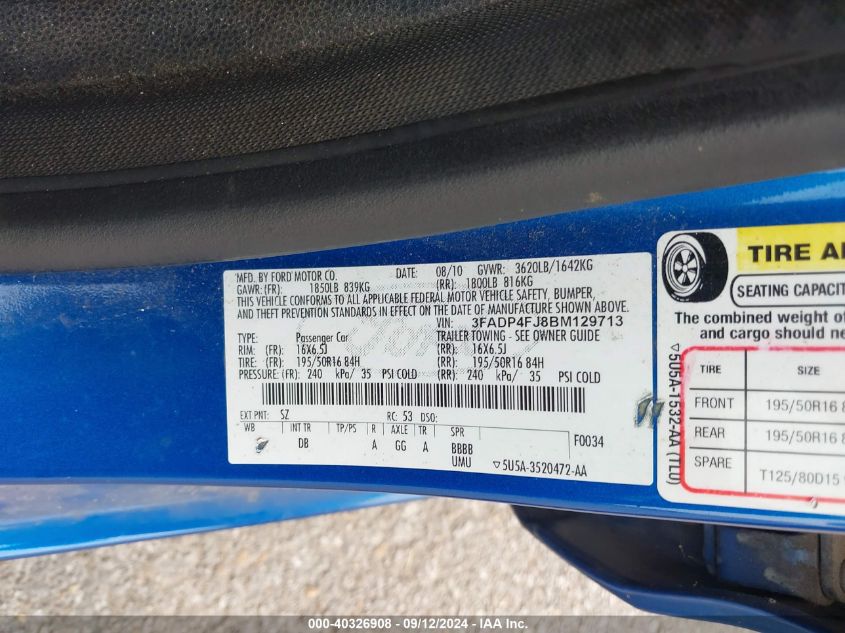 MFD. BY FORD MOTOR CO.
DATE: 08/10 GVWR: 3620LB/1642KG
GAWR: (FR): 1850LB 839KG (RR): 1800LB 816KG
THIS VEHICLE CONFORMS TO ALL APPLICABLE FEDERAL MOTOR VEHICLE SAFETY, BUMPER,
AND THEFT PREVENTION STANDARDS IN EFFECT ON THE DATE OF MANUFACTURE SHOWN ABOVE.
VIN: 3FADP4FJ8BM129713
TYPE: Passenger Car TRAILER TOWING - SEE OWNER GUIDE
RIM: (FR): 16X6.5J (RR): 16X6.5J
TIRE: (FR): 195/50R16 84H (RR): 195/50R16 84H
PRESSURE: (FR): 240 kPa/ 35 PSI COLD (RR): 240 kPa/ 35 PSI COLD
EXT PNT: SZ RC: 53 DSO:
WB INT TR TP/PS R AXLE TR SPR F0034
DB A GG A BBBB
UMU ▽5U5A-3520472-AA
TIRE A
SEATING CAPACIT
The combined weight of
and cargo should ne
▽5U5A-1532-AA (TLU)
TIRE SIZE
FRONT 195/50R16 8
REAR 195/50R16 8
SPARE T125/80D15
000-40326908 - 09/12/2024 - IAA Inc.